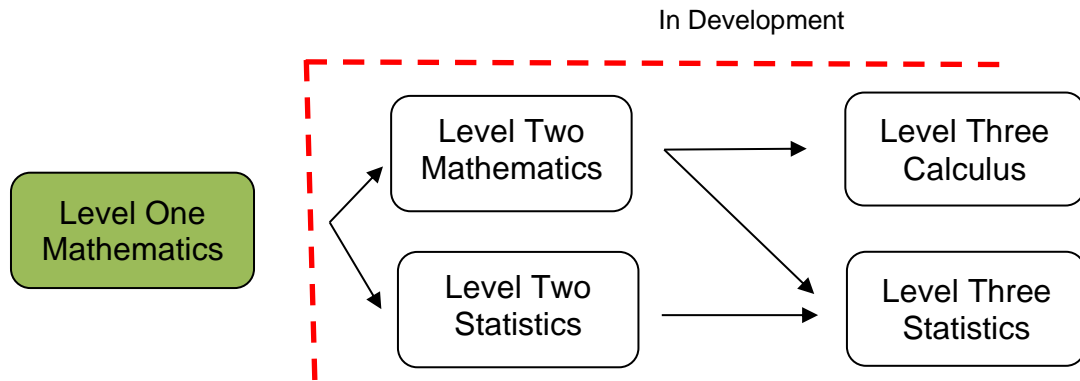 In Development
Level One
Mathematics
Level Two
Mathematics
Level Two
Statistics
Level Three
Calculus
Level Three
Statistics